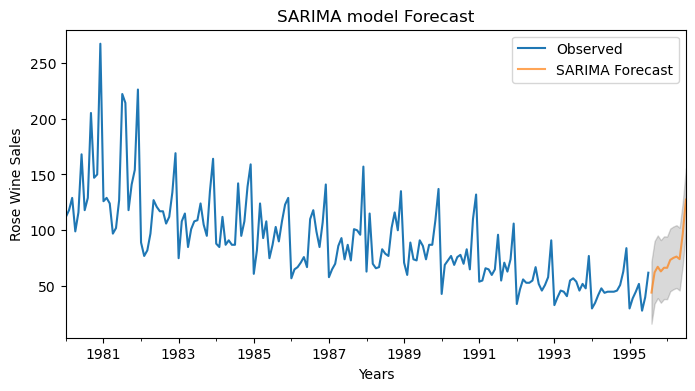 SARIMA model Forecast
Observed
SARIMA Forecast
Rose Wine Sales
250
200
150
100
50
1981
1983
1985
1987
1989
1991
1993
1995
Years